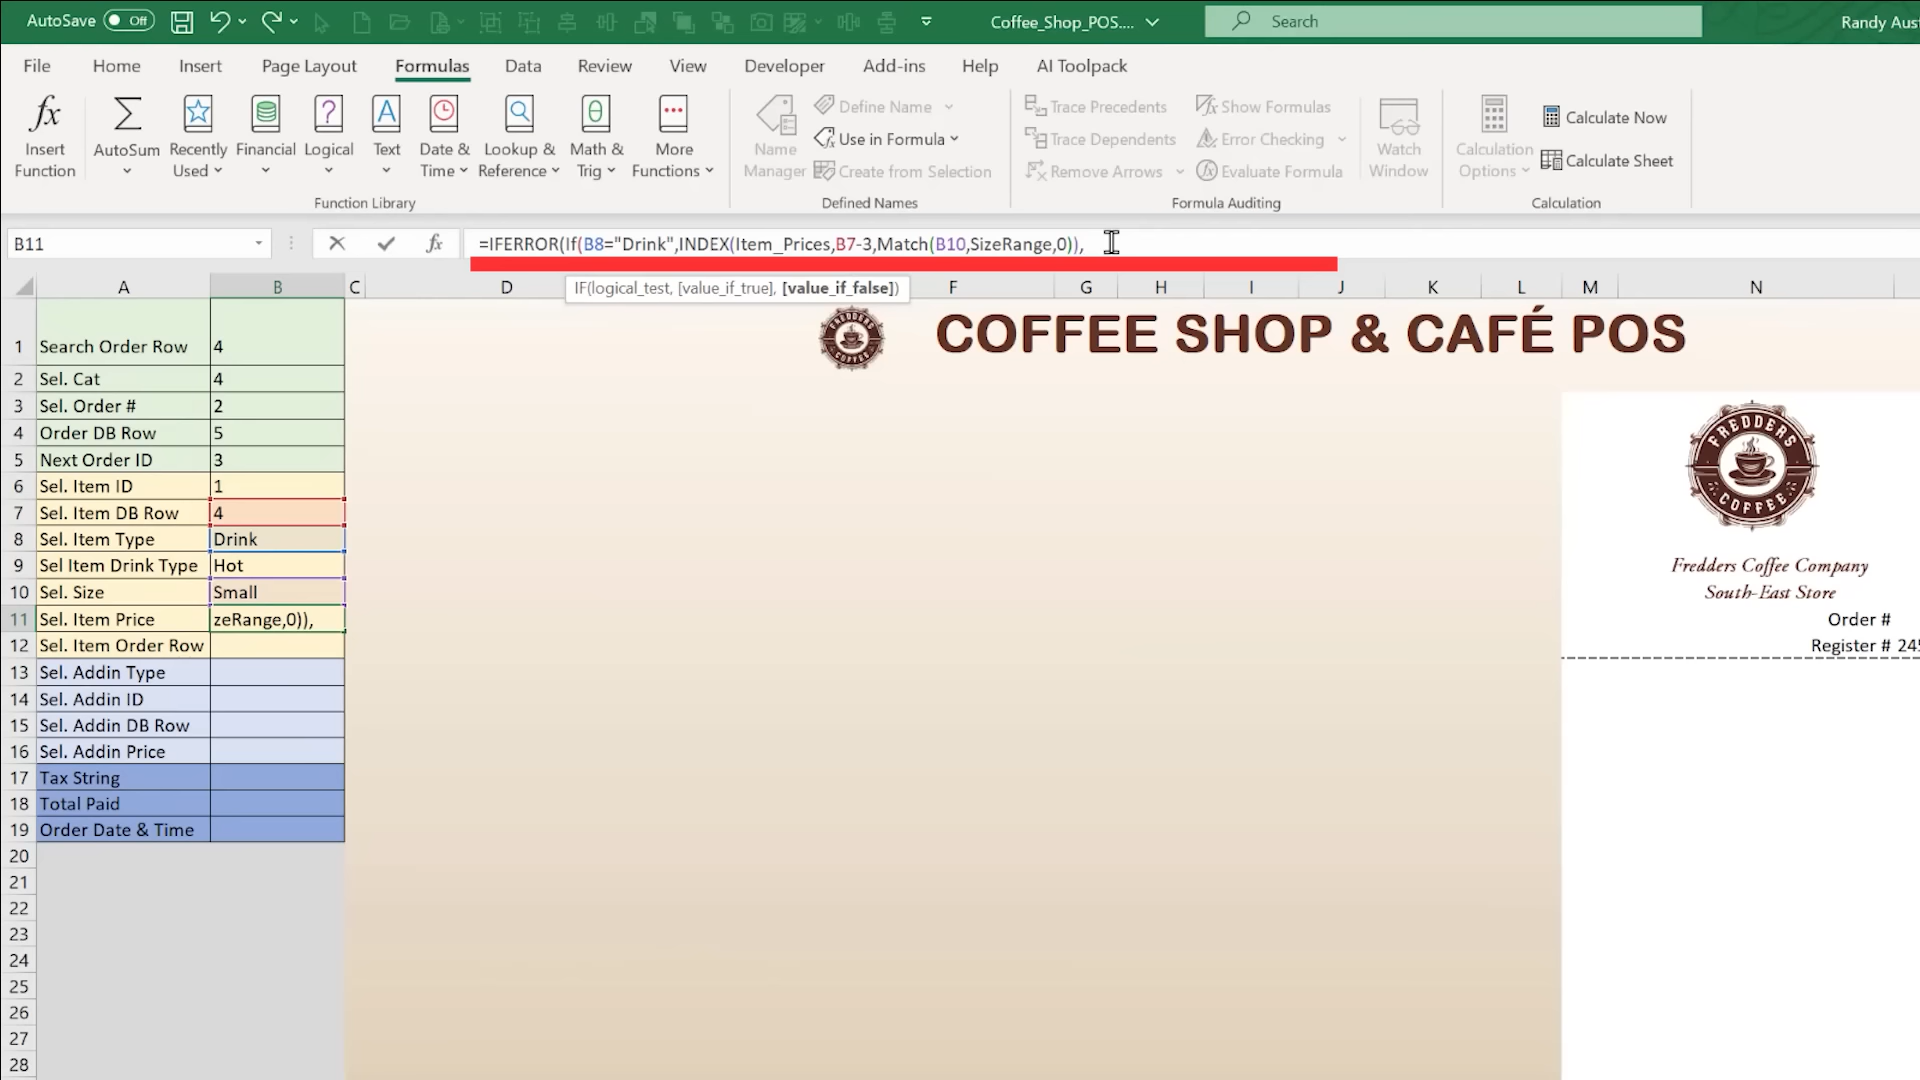 AutoSave Off Coffee_Shop_POS.... Search Randy Aus
File Home Insert Page Layout Formulas Data Review View Developer Add-ins Help AI Toolpack
Insert Function AutoSum Recently Used Financial Logical Text Date & Time Lookup & Reference Math & Trig More Functions
Function Library
Name Manager Define Name Use in Formula Create from Selection
Defined Names
Trace Precedents Trace Dependents Remove Arrows Show Formulas Error Checking Evaluate Formula Watch Window
Formula Auditing
Calculation Options Calculate Now Calculate Sheet
Calculation
B11 fx =IFERROR(If(B8="Drink",INDEX(Item_Prices,B7-3,Match(B10,SizeRange,0)),
IF(logical_test, [value_if_true], [value_if_false])
A B C D F G H I J K L M N
1 Search Order Row 4
2 Sel. Cat 4
3 Sel. Order # 2
4 Order DB Row 5
5 Next Order ID 3
6 Sel. Item ID 1
7 Sel. Item DB Row 4
8 Sel. Item Type Drink
9 Sel Item Drink Type Hot
10 Sel. Size Small
11 Sel. Item Price zeRange,0)),
12 Sel. Item Order Row
13 Sel. Addin Type
14 Sel. Addin ID
15 Sel. Addin DB Row
16 Sel. Addin Price
17 Tax String
18 Total Paid
19 Order Date & Time
20
21
22
23
24
25
26
27
28
FREDDERS COFFEE
COFFEE SHOP & CAFÉ POS
FREDDERS
COFFEE
Fredders Coffee Company
South-East Store
Order #
Register # 245